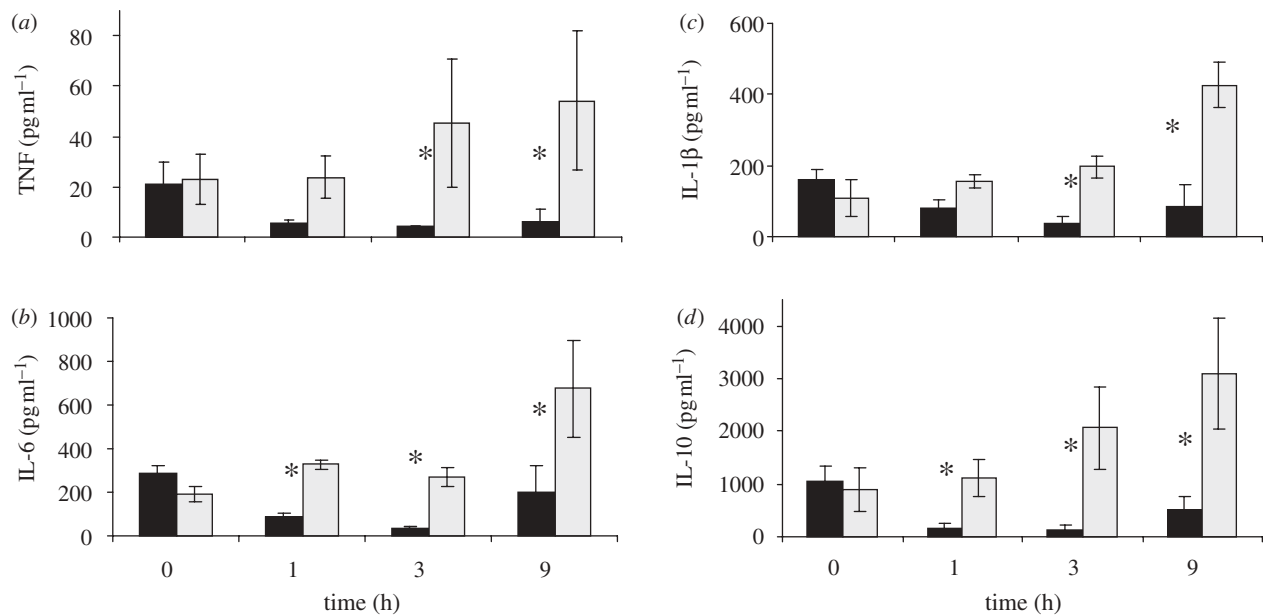 (a)
80
60
40
20
0
TNF (pg ml⁻¹)
*
*
(c)
600
400
200
0
IL-1β (pg ml⁻¹)
*
*
(b)
1000
800
600
400
200
0
IL-6 (pg ml⁻¹)
*
*
*
0 1 3 9
time (h)
(d)
4000
3000
2000
1000
0
IL-10 (pg ml⁻¹)
*
*
*
0 1 3 9
time (h)